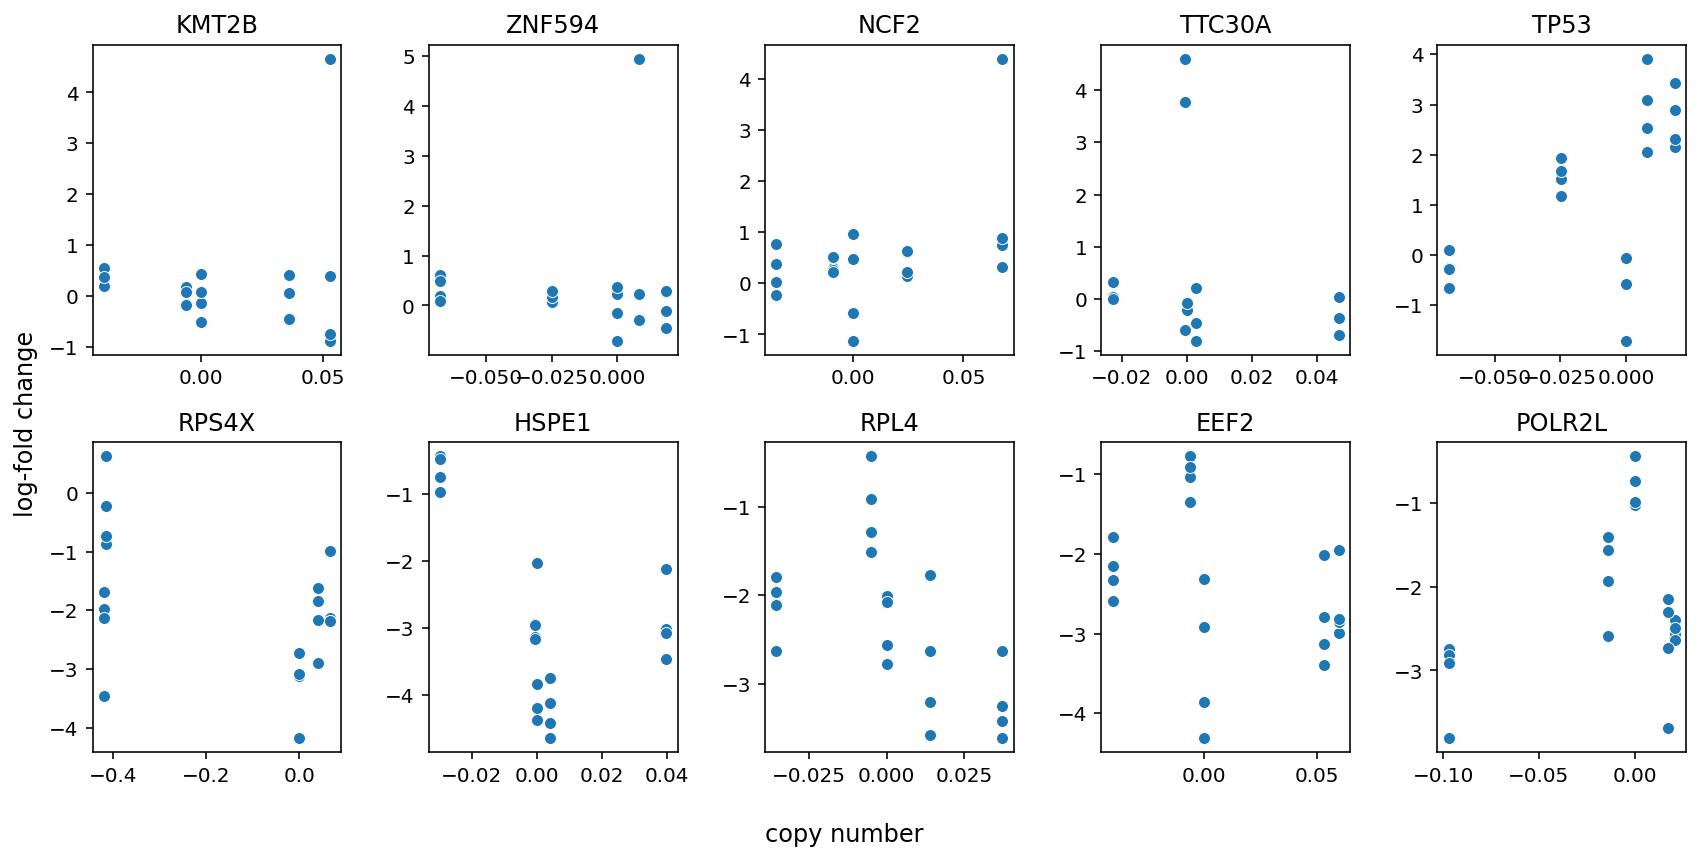 KMT2B ZNF594 NCF2 TTC30A TP53
4 3 2 1 0 −1
5 4 3 2 1 0
4 3 2 1 0 −1
4 3 2 1 0 −1
4 3 2 1 0 −1
0.00 0.05
−0.050 −0.025 0.000
0.00 0.05
−0.02 0.00 0.02 0.04
−0.050 −0.025 0.000
log-fold change
RPS4X HSPE1 RPL4 EEF2 POLR2L
0 −1 −2 −3 −4
−1 −2 −3 −4
−1 −2 −3
−1 −2 −3 −4
−1 −2 −3
−0.4 −0.2 0.0
−0.02 0.00 0.02 0.04
−0.025 0.000 0.025
0.00 0.05
−0.10 −0.05 0.00
copy number